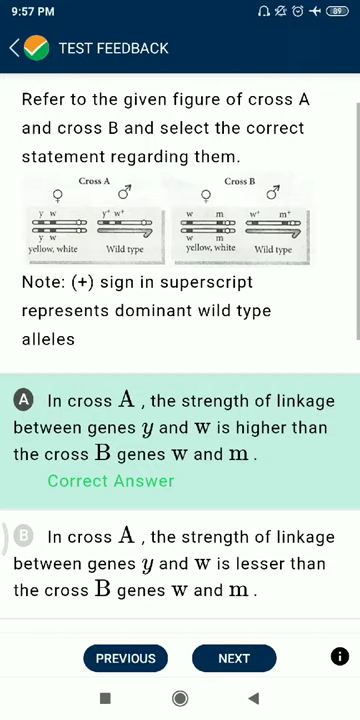 9:57 PM
89
TEST FEEDBACK
Refer to the given figure of cross A
and cross B and select the correct
statement regarding them.
Cross A
Cross B
♀ ♂ ♀ ♂
y w y⁺ w⁺ w m w⁺ m⁺
y w w m
yellow, white Wild type yellow, white Wild type
Note: (+) sign in superscript
represents dominant wild type
alleles
A In cross A , the strength of linkage
between genes y and w is higher than
the cross B genes w and m .
Correct Answer
B In cross A , the strength of linkage
between genes y and w is lesser than
the cross B genes w and m .
PREVIOUS
NEXT
i